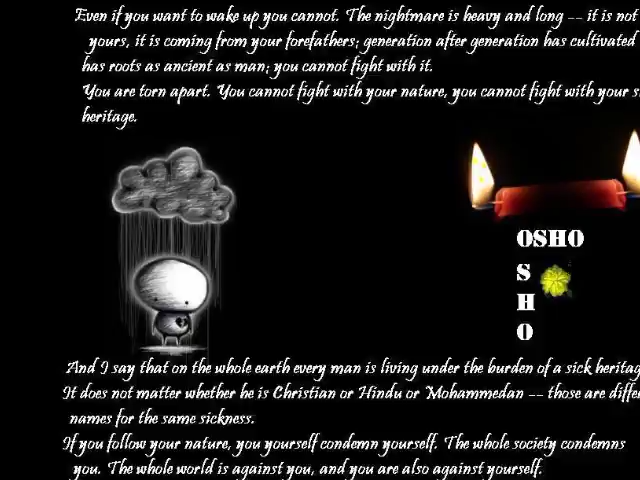 Even if you want to wake up you cannot. The nightmare is heavy and long -- it is not
yours, it is coming from your forefathers; generation after generation has cultivated
has roots as ancient as man; you cannot fight with it.
You are torn apart. You cannot fight with your nature, you cannot fight with your
heritage.
OSHO
S
H
O
And I say that on the whole earth every man is living under the burden of a sick
It does not matter whether he is Christian or Hindu or Mohammedan -- those are
names for the same sickness.
If you follow your nature, you yourself condemn yourself. The whole society condemns
you. The whole world is against you, and you are also against yourself.